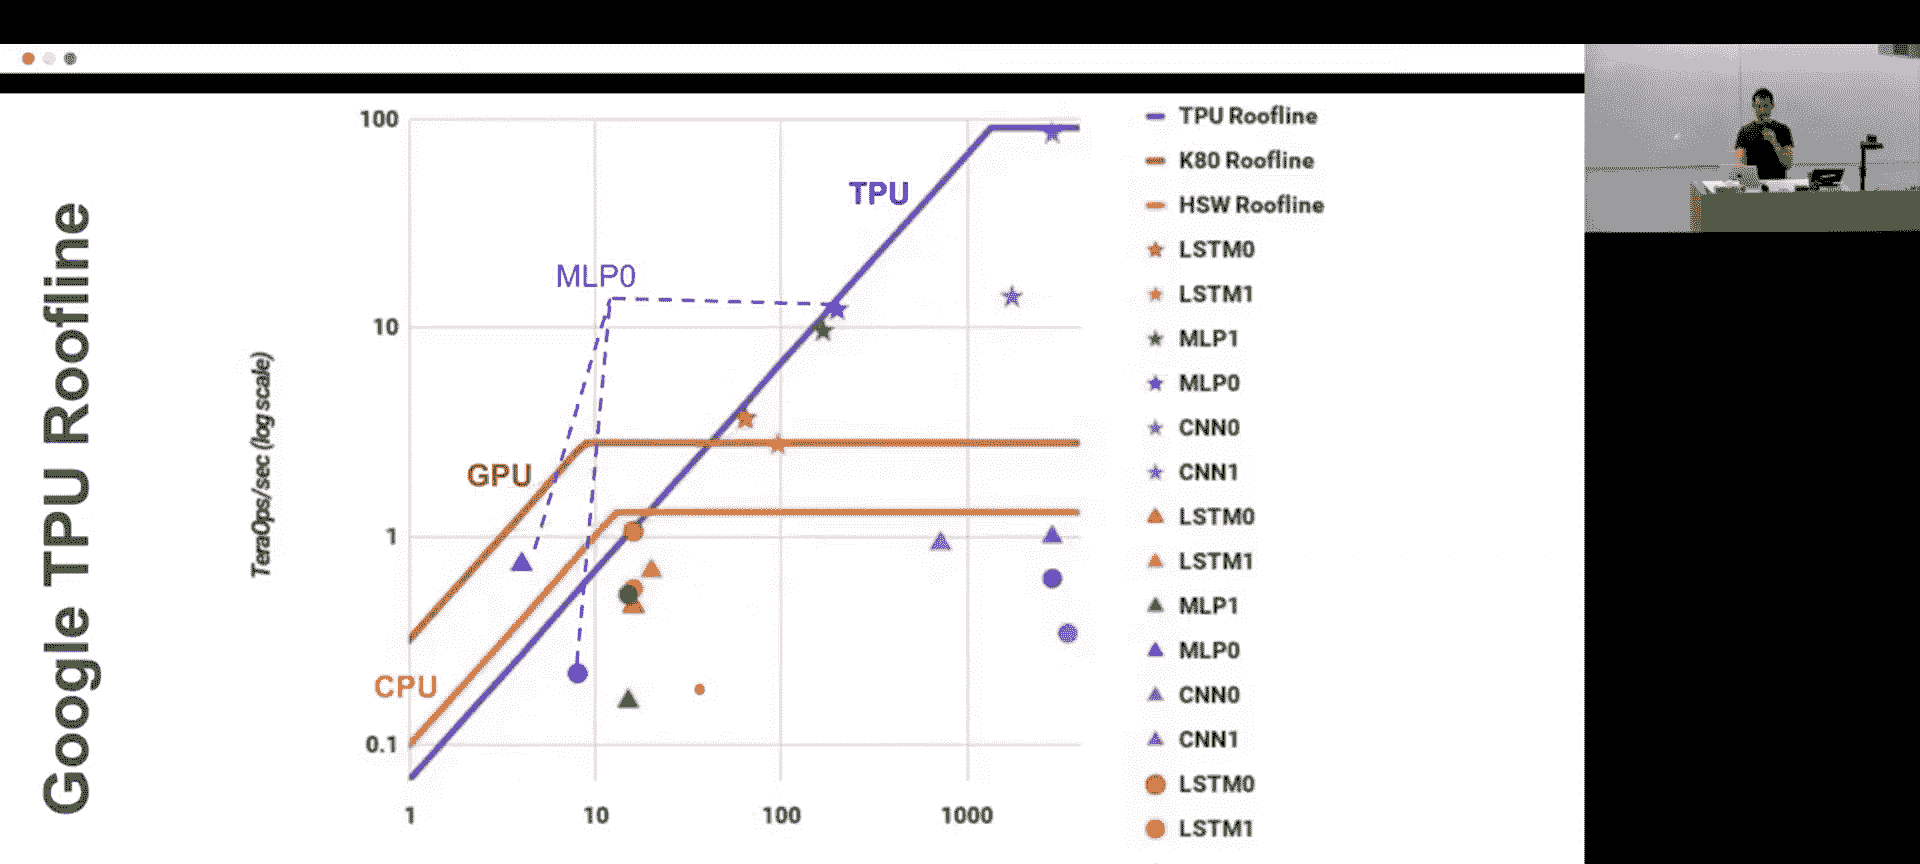 Google TPU Roofline
TeraOps/sec (log scale)
100
10
1
0.1
1
10
100
1000
TPU
MLP0
GPU
CPU
TPU Roofline
K80 Roofline
HSW Roofline
LSTM0
LSTM1
MLP1
MLP0
CNN0
CNN1
LSTM0
LSTM1
MLP1
MLP0
CNN0
CNN1
LSTM0
LSTM1